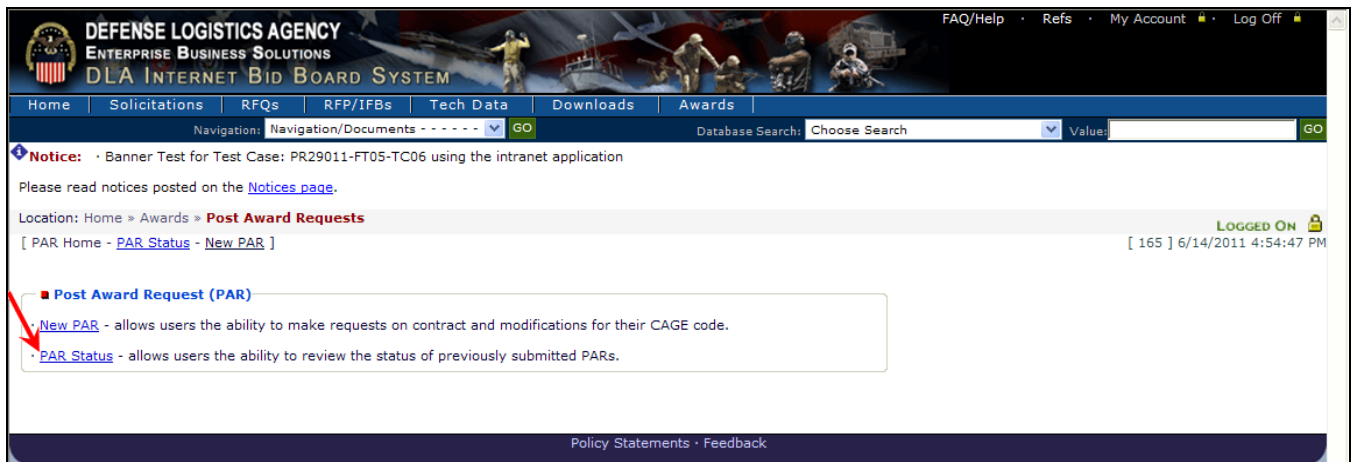 DEFENSE LOGISTICS AGENCY
ENTERPRISE BUSINESS SOLUTIONS
DLA INTERNET BID BOARD SYSTEM
FAQ/Help · Refs · My Account · Log Off
Home Solicitations RFQs RFP/IFBs Tech Data Downloads Awards
Navigation: Navigation/Documents - - - - - - GO Database Search: Choose Search Value: GO
Notice: · Banner Test for Test Case: PR29011-FT05-TC06 using the intranet application
Please read notices posted on the Notices page.
Location: Home » Awards » Post Award Requests
LOGGED ON
[ PAR Home - PAR Status - New PAR ] [ 165 ] 6/14/2011 4:54:47 PM
Post Award Request (PAR)
· New PAR - allows users the ability to make requests on contract and modifications for their CAGE code.
· PAR Status - allows users the ability to review the status of previously submitted PARs.
Policy Statements · Feedback